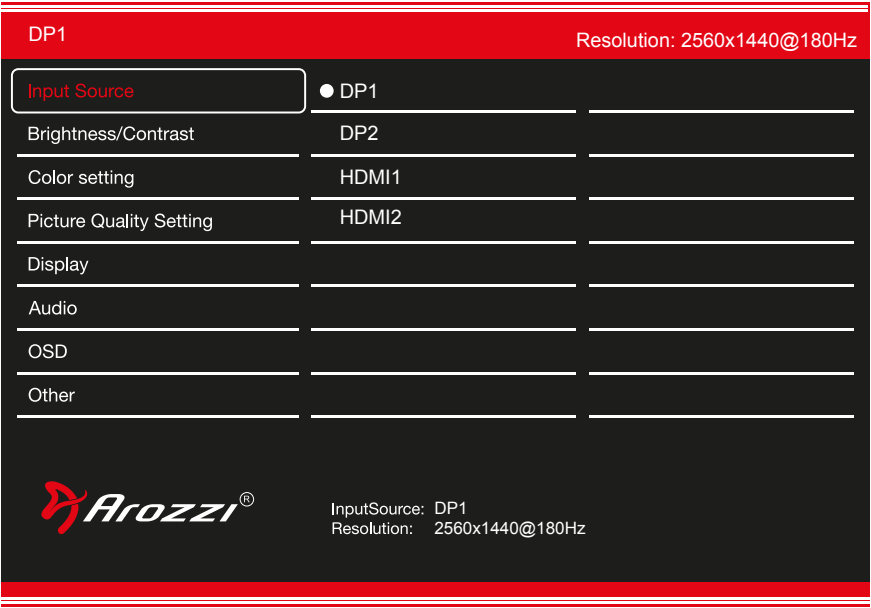 DP1
Resolution: 2560x1440@180Hz
Input Source
DP1
Brightness/Contrast
DP2
Color setting
HDMI1
Picture Quality Setting
HDMI2
Display
Audio
OSD
Other
Arozzi®
InputSource: DP1
Resolution: 2560x1440@180Hz